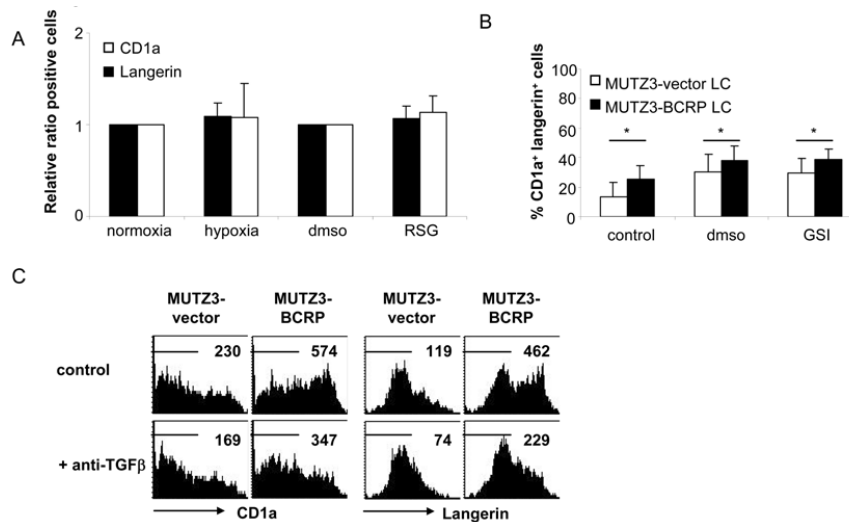 A
Relative ratio positive cells
2
1
0
CD1a
Langerin
normoxia hypoxia dmso RSG
B
% CD1a⁺ langerin⁺ cells
100
80
60
40
20
0
MUTZ3-vector LC
MUTZ3-BCRP LC
* * *
control dmso GSI
C
MUTZ3- MUTZ3- MUTZ3- MUTZ3-
vector BCRP vector BCRP
control 230 574 119 462
+ anti-TGFβ 169 347 74 229
CD1a Langerin